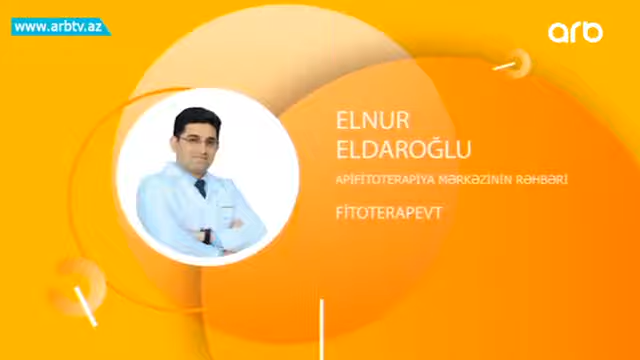 www.arbtv.az
arb
ELNUR
ELDAROĞLU
APİFİTOTERAPİYA MƏRKƏZİNİN RƏHBƏRİ
FİTOTERAPEVT